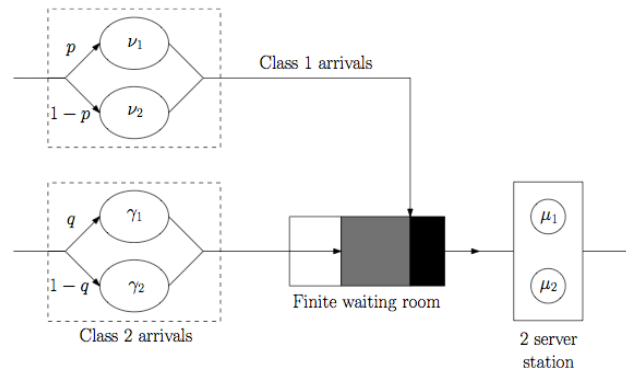 p
ν₁
1 − p
ν₂
Class 1 arrivals
q
γ₁
1 − q
γ₂
Class 2 arrivals
Finite waiting room
μ₁
μ₂
2 server
station